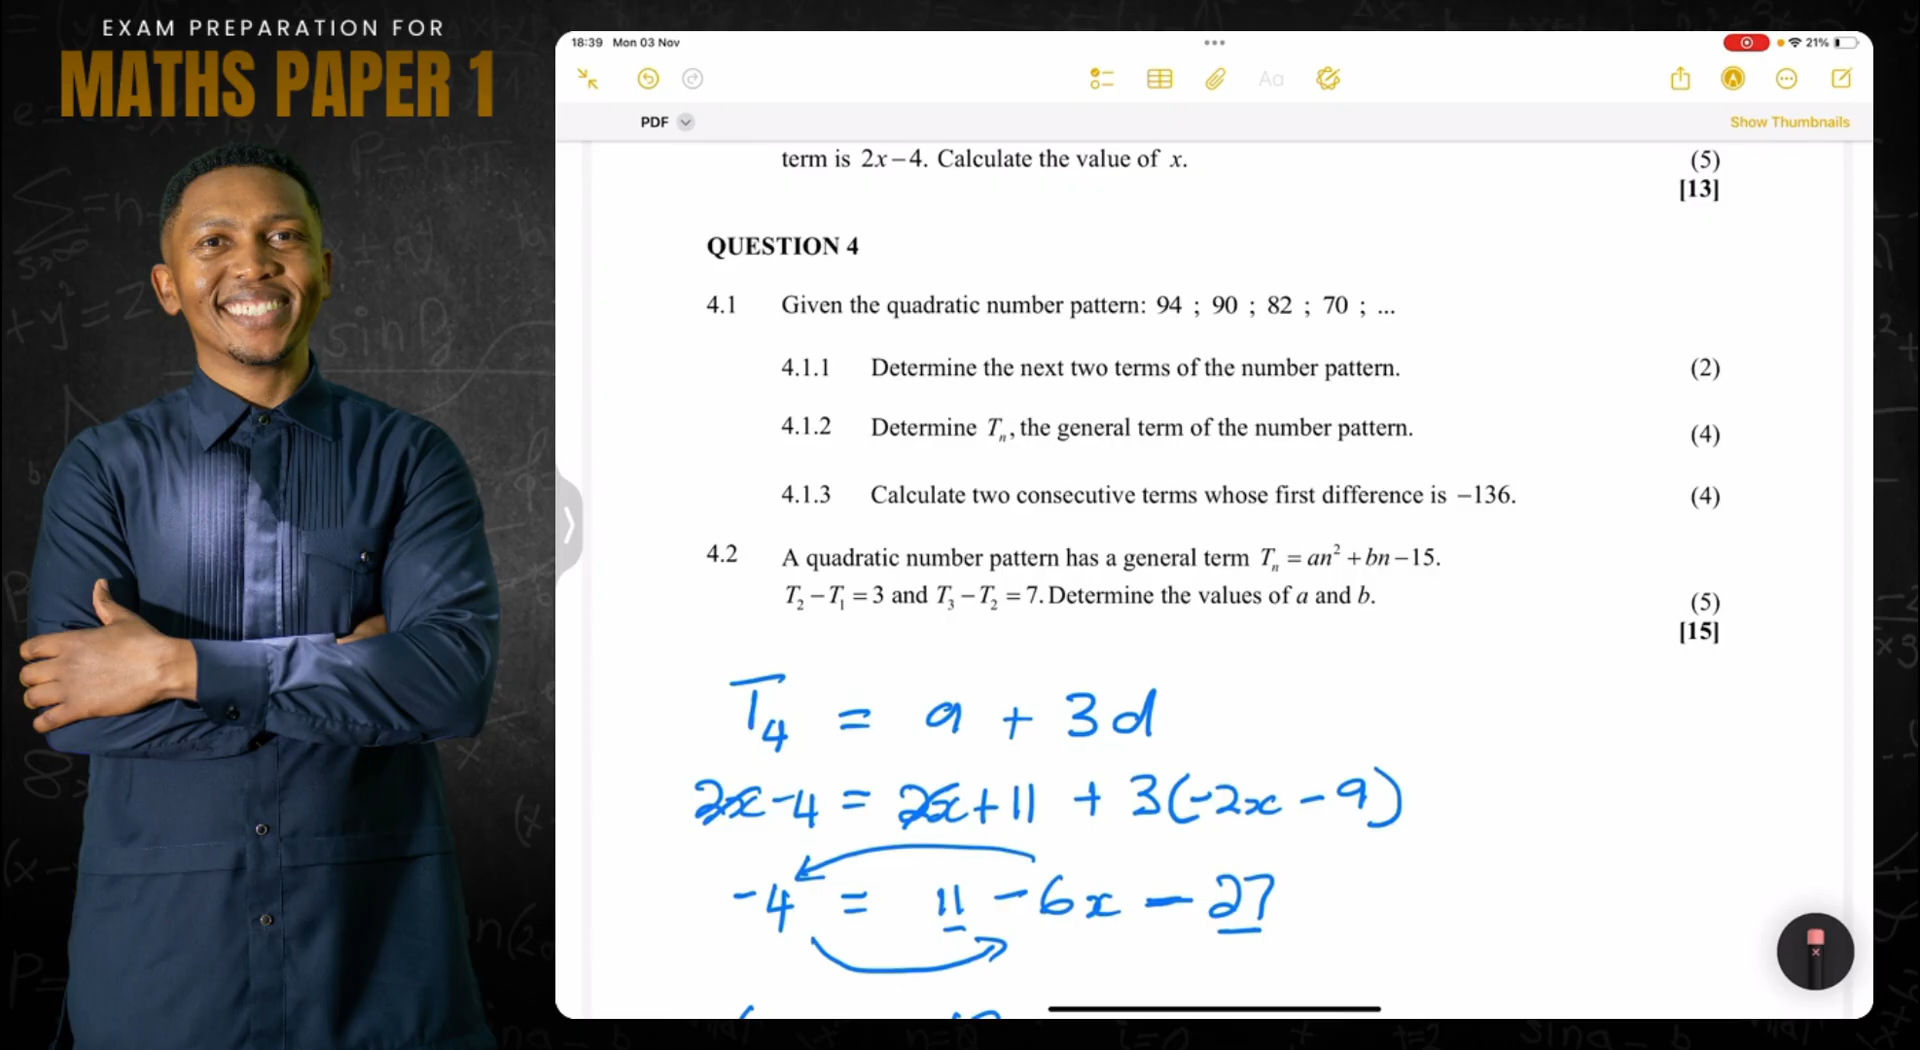 EXAM PREPARATION FOR
MATHS PAPER 1
18:39 Mon 03 Nov
21%
Aa
PDF
Show Thumbnails
term is 2x – 4. Calculate the value of x. (5)
[13]
QUESTION 4
4.1 Given the quadratic number pattern: 94 ; 90 ; 82 ; 70 ; ...
4.1.1 Determine the next two terms of the number pattern. (2)
4.1.2 Determine Tₙ, the general term of the number pattern. (4)
4.1.3 Calculate two consecutive terms whose first difference is –136. (4)
4.2 A quadratic number pattern has a general term Tₙ = an² + bn – 15.
T₂ – T₁ = 3 and T₃ – T₂ = 7. Determine the values of a and b. (5)
[15]
T₄ = a + 3d
2x - 4 = 2x + 11 + 3(-2x - 9)
-4 = 11 - 6x - 27